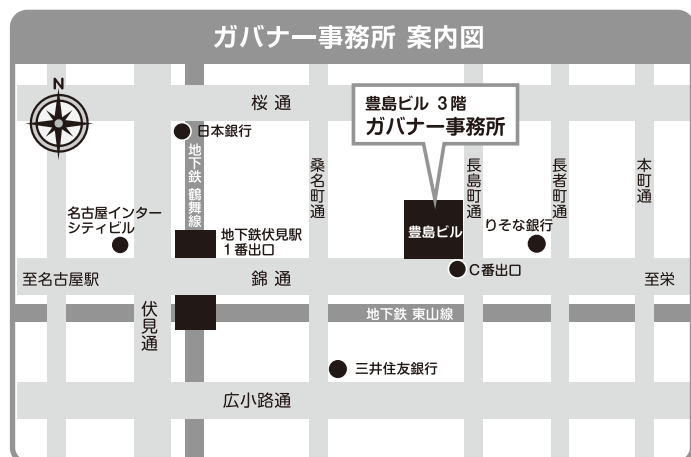 ガバナー事務所 案内図
N
桜 通
豊島ビル 3階
ガバナー事務所
日本銀行
地下鉄 鶴舞線
桑名町通
長島町通
長者町通
本町通
名古屋インター
シティビル
地下鉄伏見駅
1番出口
豊島ビル
りそな銀行
至名古屋駅
錦 通
C番出口
至栄
伏見通
地下鉄 東山線
三井住友銀行
広小路通